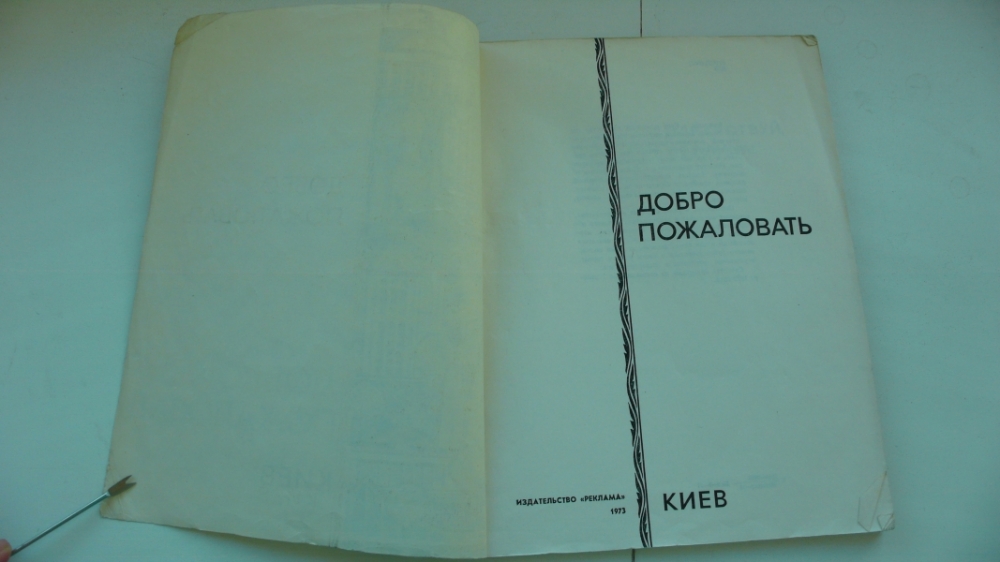 ДОБРО
ПОЖАЛОВАТЬ
ИЗДАТЕЛЬСТВО «РЕКЛАМА»
1973
КИЕВ